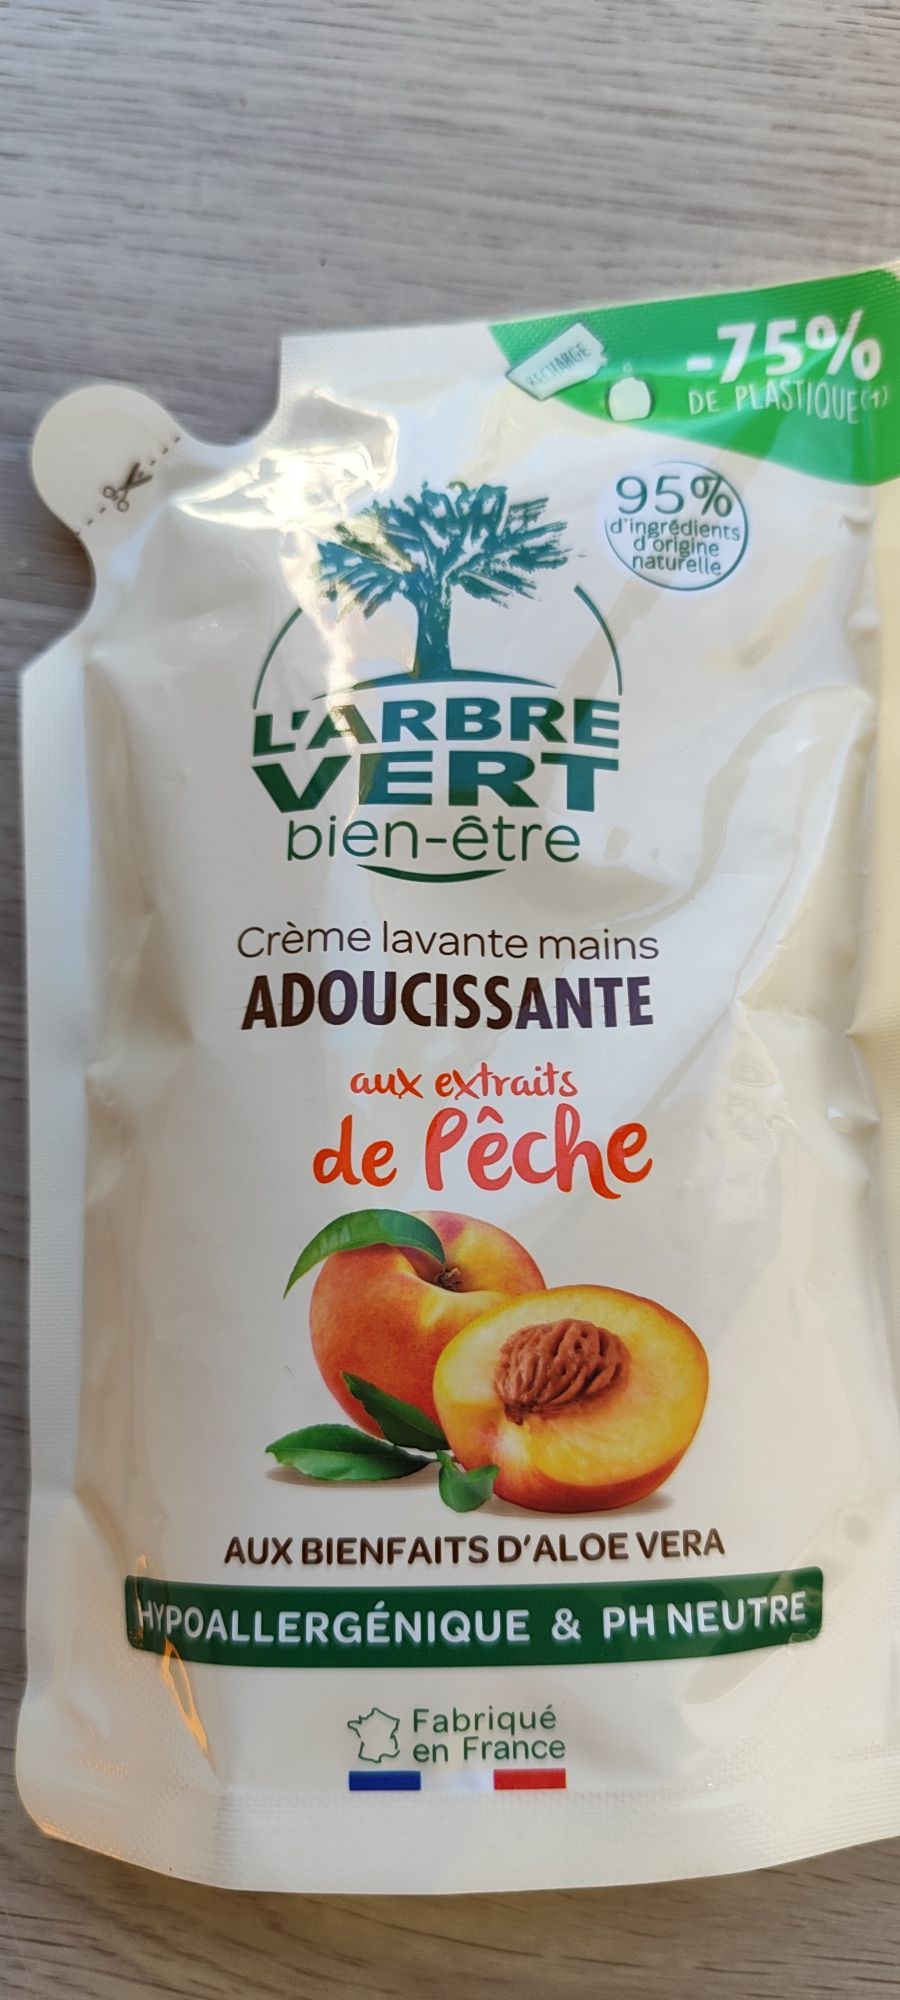 RECHARGE
-75%
DE PLASTIQUE(1)
95%
d'ingrédients
d'origine
naturelle
L'ARBRE
VERT
bien-être
Crème lavante mains
ADOUCISSANTE
aux extraits
de Pêche
AUX BIENFAITS D'ALOE VERA
HYPOALLERGÉNIQUE & PH NEUTRE
Fabriqué
en France